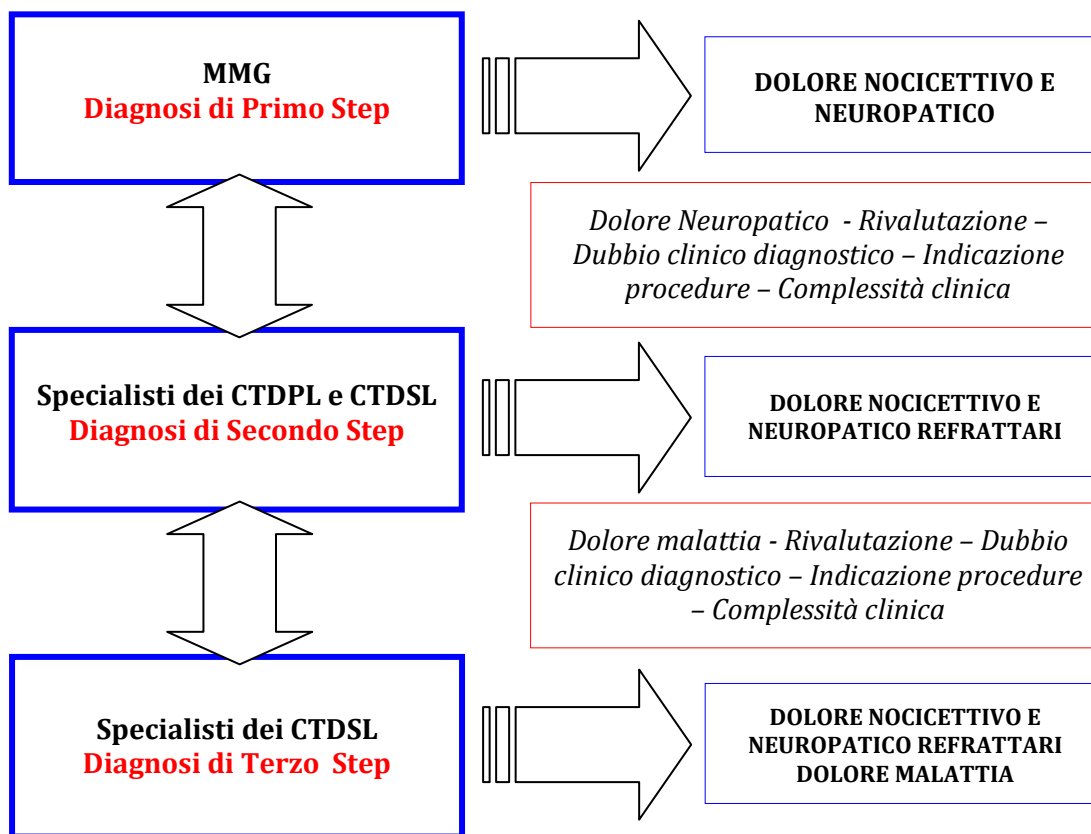 MMG
Diagnosi di Primo Step
DOLORE NOCICETTIVO E
NEUROPATICO
Dolore Neuropatico - Rivalutazione –
Dubbio clinico diagnostico – Indicazione
procedure – Complessità clinica
Specialisti dei CTDPL e CTDSL
Diagnosi di Secondo Step
DOLORE NOCICETTIVO E
NEUROPATICO REFRATTARI
Dolore malattia - Rivalutazione – Dubbio
clinico diagnostico – Indicazione procedure
– Complessità clinica
Specialisti dei CTDSL
Diagnosi di Terzo Step
DOLORE NOCICETTIVO E
NEUROPATICO REFRATTARI
DOLORE MALATTIA